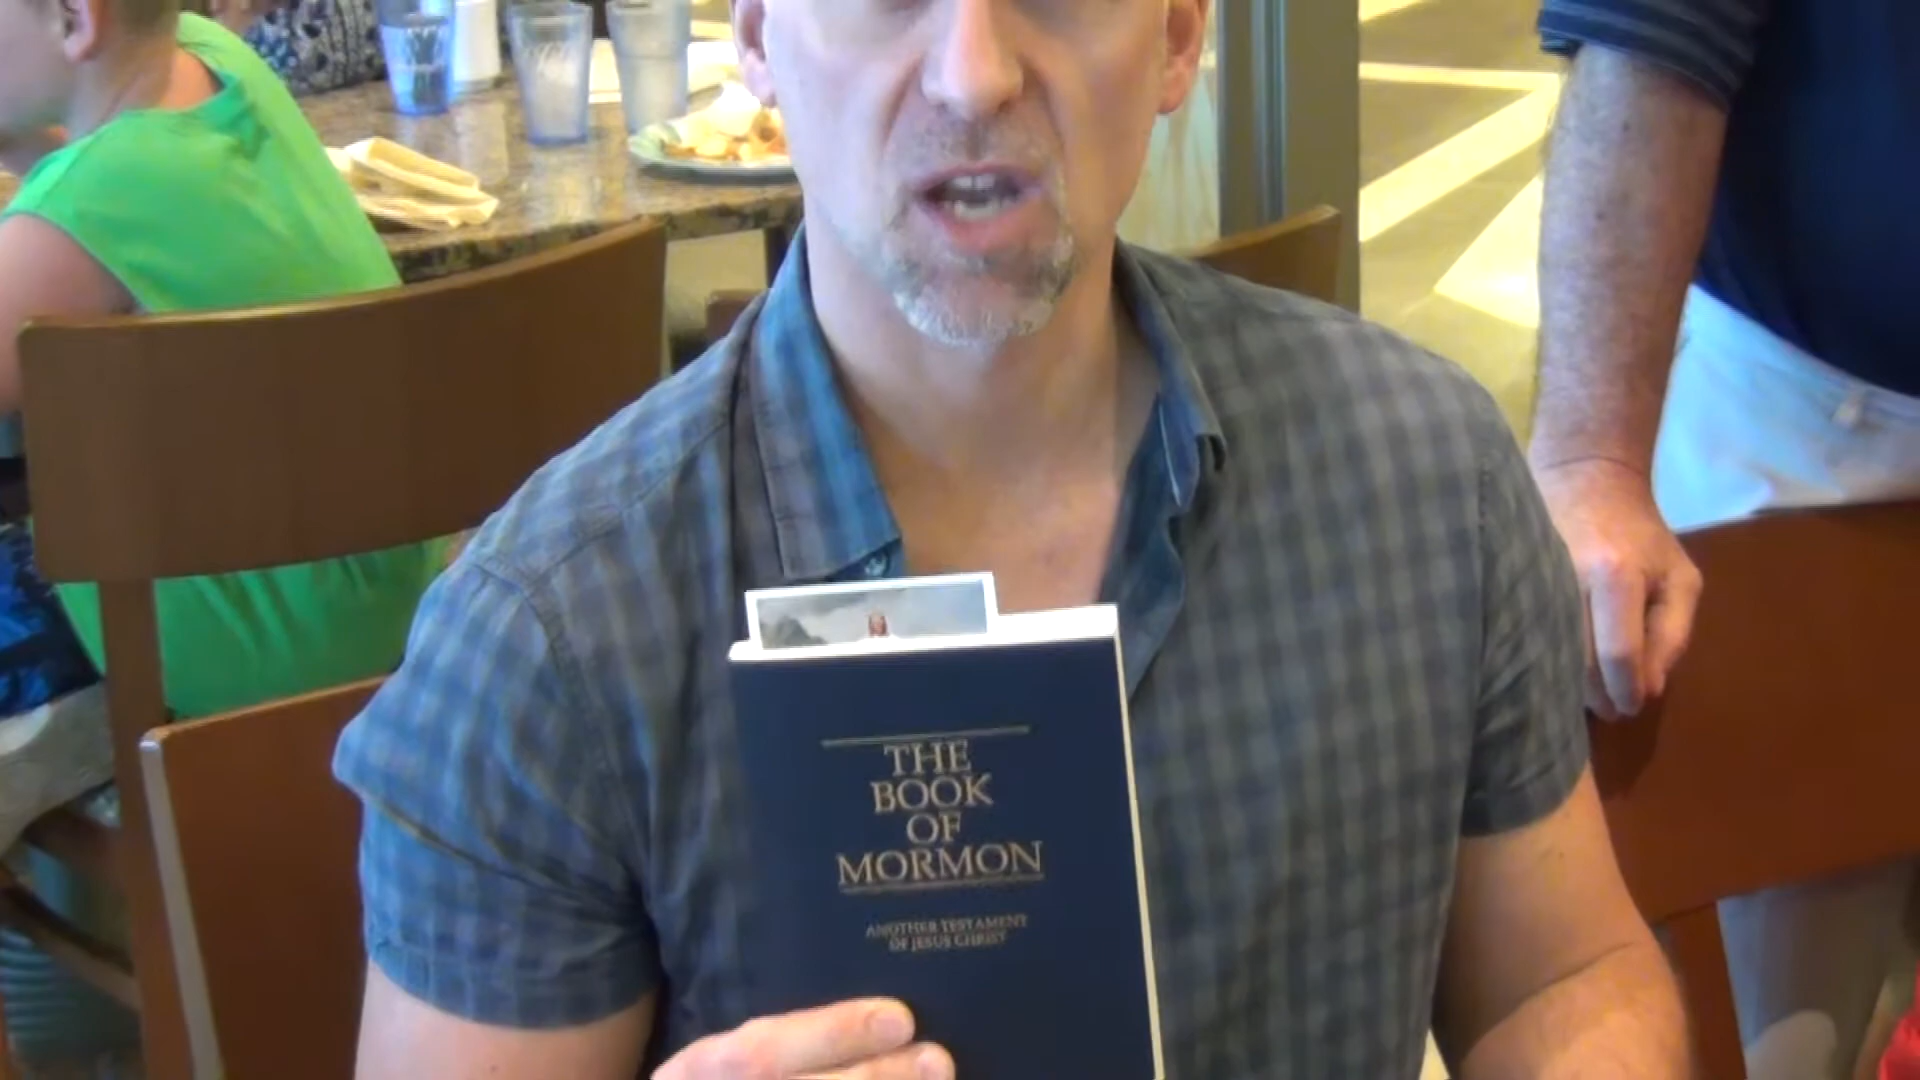 THE
BOOK
OF
MORMON
ANOTHER TESTAMENT
OF JESUS CHRIST